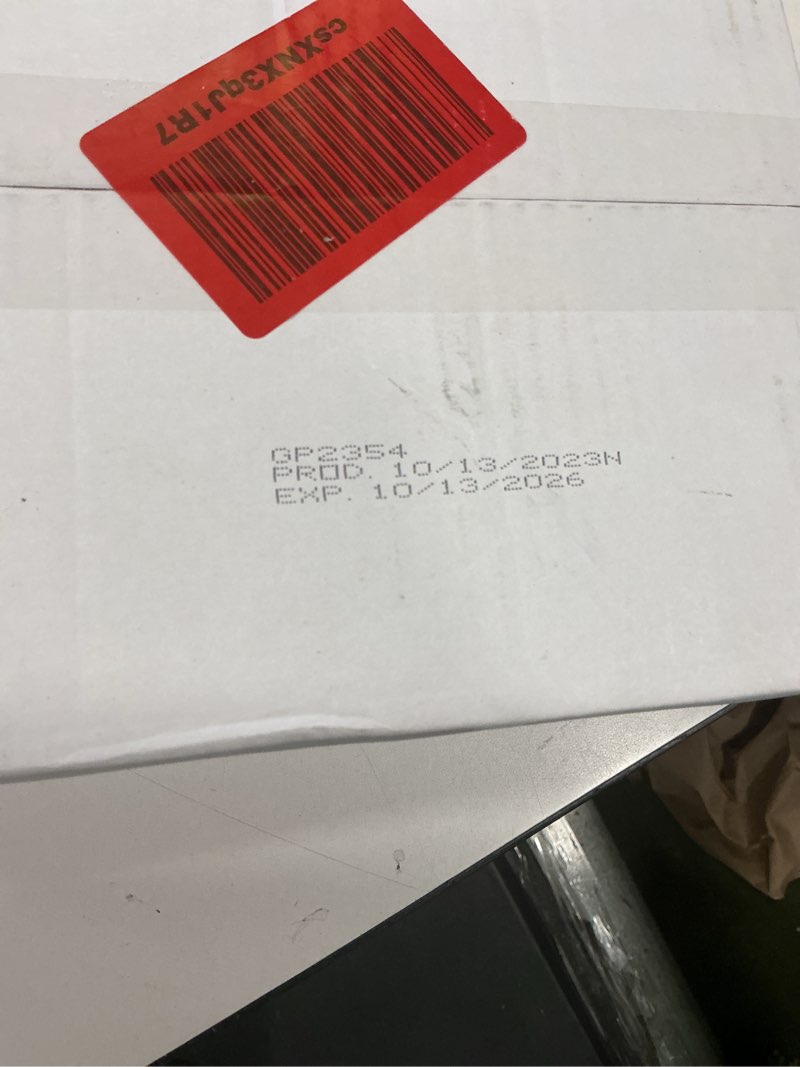 csXNX3qJ1R7
GP2354
PROD. 10/13/2023N
EXP. 10/13/2026